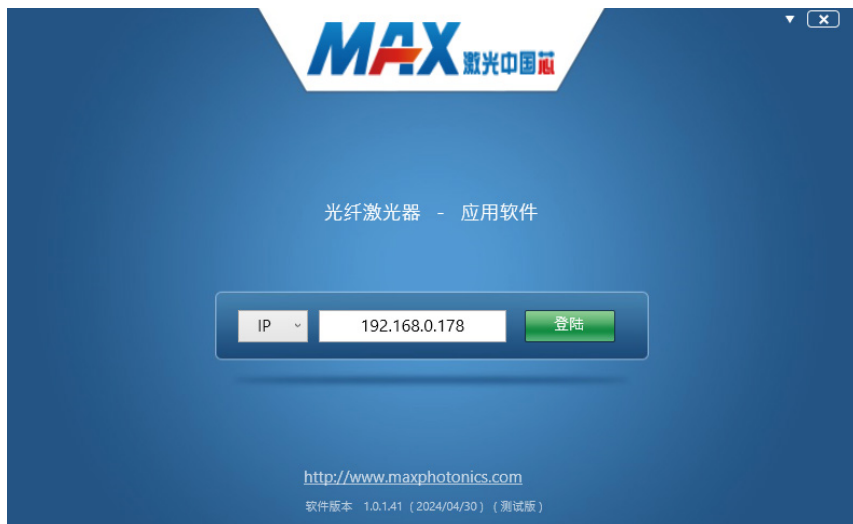 MAX 激光中国芯
光纤激光器 - 应用软件
IP 192.168.0.178 登陆
http://www.maxphotonics.com
软件版本 1.0.1.41 (2024/04/30) (测试版)